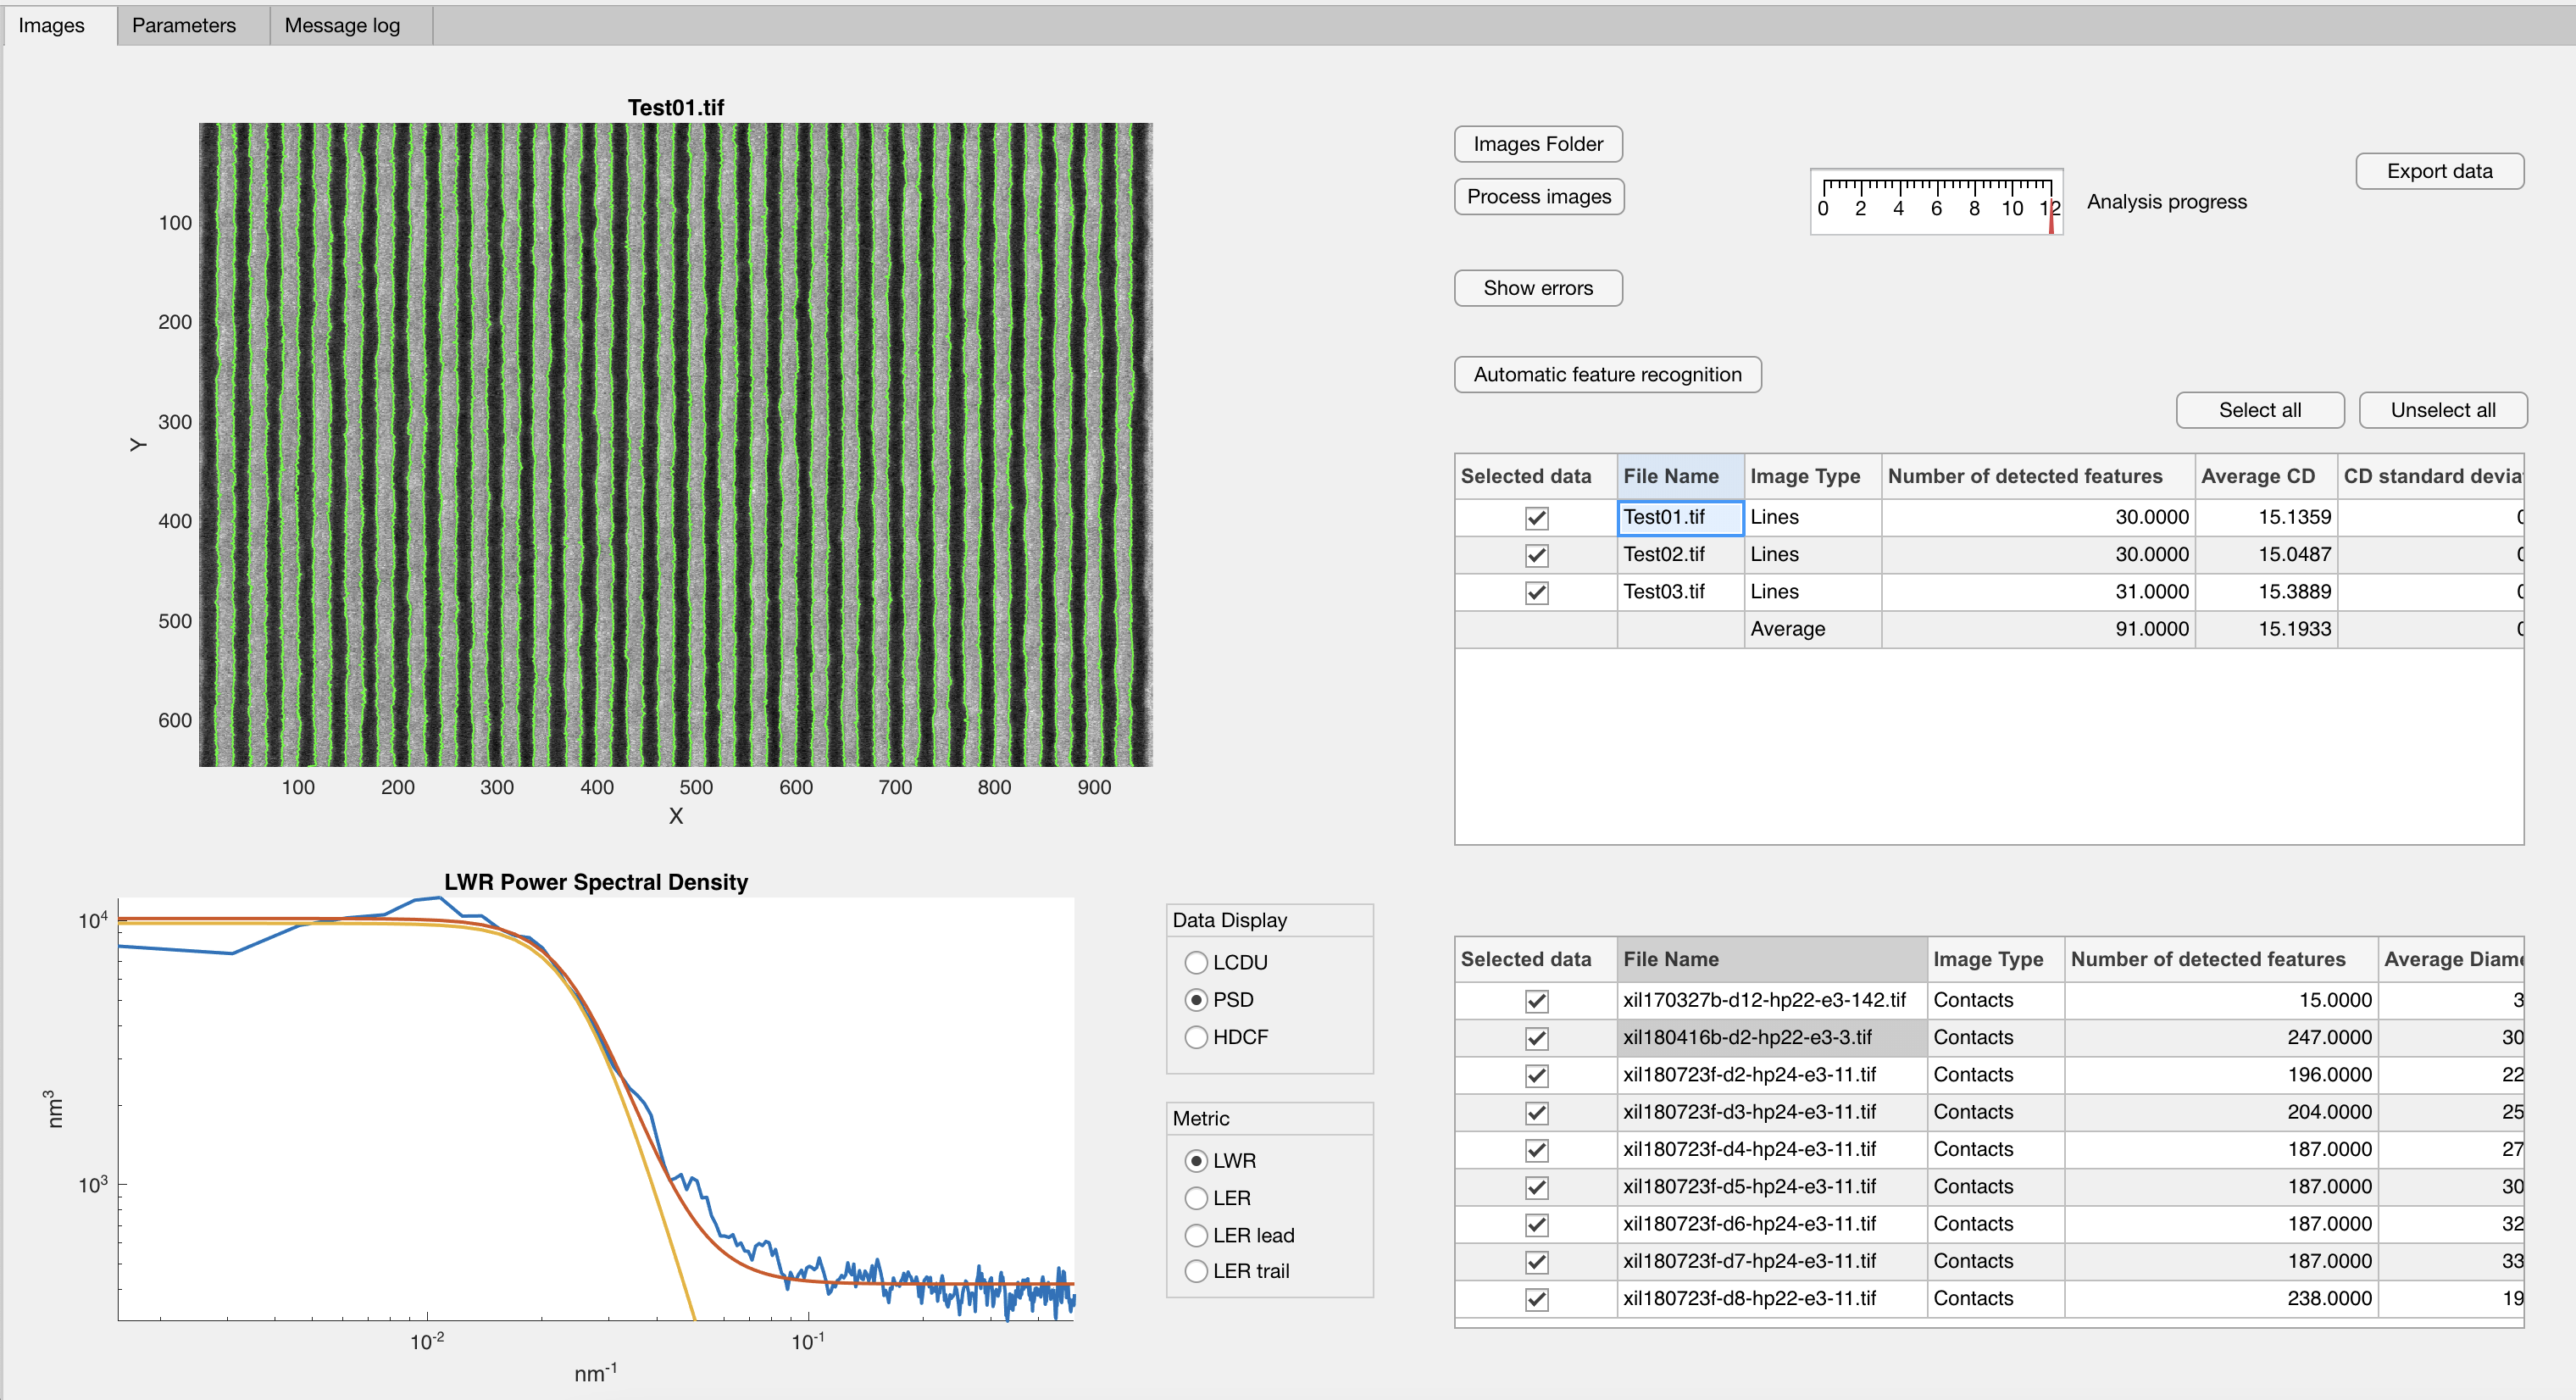 Images Parameters Message log
Test01.tif
100
200
300
400
500
600
Y
100 200 300 400 500 600 700 800 900
X
Images Folder
Process images
0 2 4 6 8 10 12
Analysis progress
Export data
Show errors
Automatic feature recognition
Select all Unselect all
Selected data File Name Image Type Number of detected features Average CD CD standard devia
Test01.tif Lines 30.0000 15.1359 0
Test02.tif Lines 30.0000 15.0487 0
Test03.tif Lines 31.0000 15.3889 0
Average 91.0000 15.1933 0
LWR Power Spectral Density
10⁴
10³
nm³
10⁻² 10⁻¹
nm⁻¹
Data Display
LCDU
PSD
HDCF
Metric
LWR
LER
LER lead
LER trail
Selected data File Name Image Type Number of detected features Average Diame
xil170327b-d12-hp22-e3-142.tif Contacts 15.0000 3
xil180416b-d2-hp22-e3-3.tif Contacts 247.0000 30
xil180723f-d2-hp24-e3-11.tif Contacts 196.0000 22
xil180723f-d3-hp24-e3-11.tif Contacts 204.0000 25
xil180723f-d4-hp24-e3-11.tif Contacts 187.0000 27
xil180723f-d5-hp24-e3-11.tif Contacts 187.0000 30
xil180723f-d6-hp24-e3-11.tif Contacts 187.0000 32
xil180723f-d7-hp24-e3-11.tif Contacts 187.0000 33
xil180723f-d8-hp22-e3-11.tif Contacts 238.0000 19